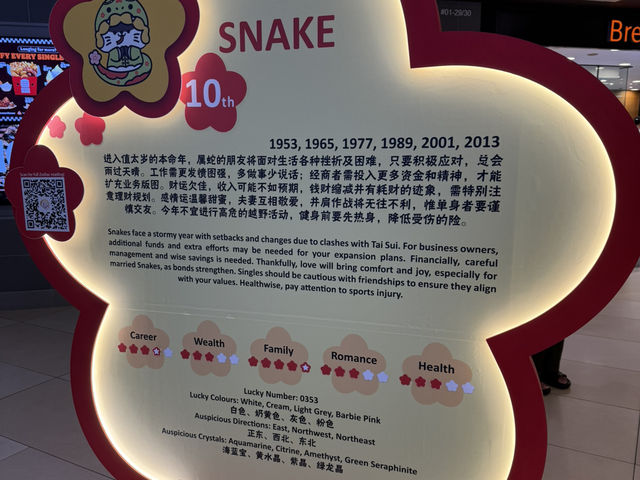 #01-29/30
Bre
SNAKE
10th
1953, 1965, 1977, 1989, 2001, 2013
进入值太岁的本命年，属蛇的朋友将面对生活各种挫折及困难，只要积极应对，总会
雨过天晴。工作需更发愤图强，多做事少说话；经商者需投入更多资金和精神，才能
扩充业务版图。财运欠佳，收入可能不如预期，钱财缩减并有耗财的迹象，需特别注
意理财规划。感情运温馨甜蜜，夫妻互相敬爱，并肩作战将无往不利，惟单身者要谨
慎交友。今年不宜进行高危的越野活动，健身前要先热身，降低受伤的险。
Snakes face a stormy year with setbacks and changes due to clashes with Tai Sui. For business owners,
additional funds and extra efforts may be needed for your expansion plans. Financially, careful
management and wise savings is needed. Thankfully, love will bring comfort and joy, especially for
married Snakes, as bonds strengthen. Singles should be cautious with friendships to ensure they align
with your values. Healthwise, pay attention to sports injury.
Career
Wealth
Family
Romance
Health
Lucky Number: 0353
Lucky Colours: White, Cream, Light Grey, Barbie Pink
白色、奶黄色、灰色、粉色
Auspicious Directions: East, Northwest, Northeast
正东、西北、东北
Auspicious Crystals: Aquamarine, Citrine, Amethyst, Green Seraphinite
海蓝宝、黄水晶、紫晶、绿龙晶